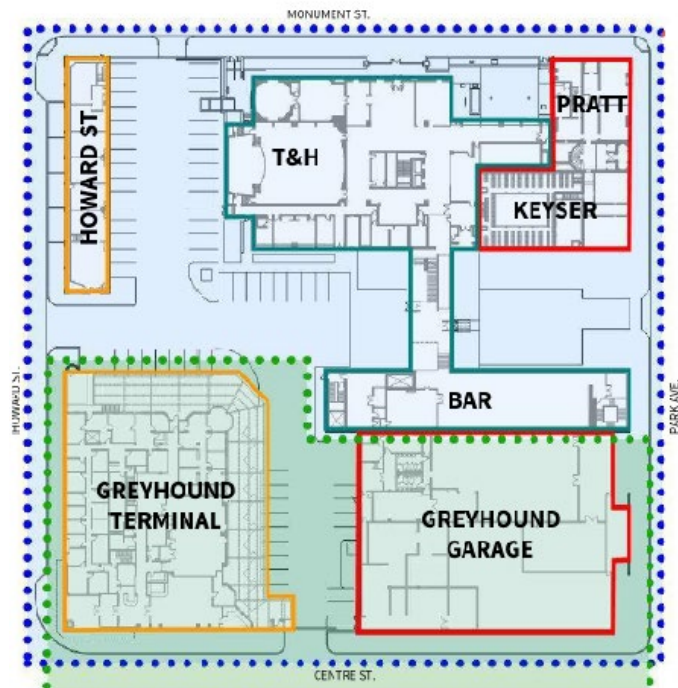 MONUMENT ST.
PRATT
HOWARD ST
T&H
KEYSER
HOWARD ST.
PARK AVE.
BAR
GREYHOUND
TERMINAL
GREYHOUND
GARAGE
CENTRE ST.